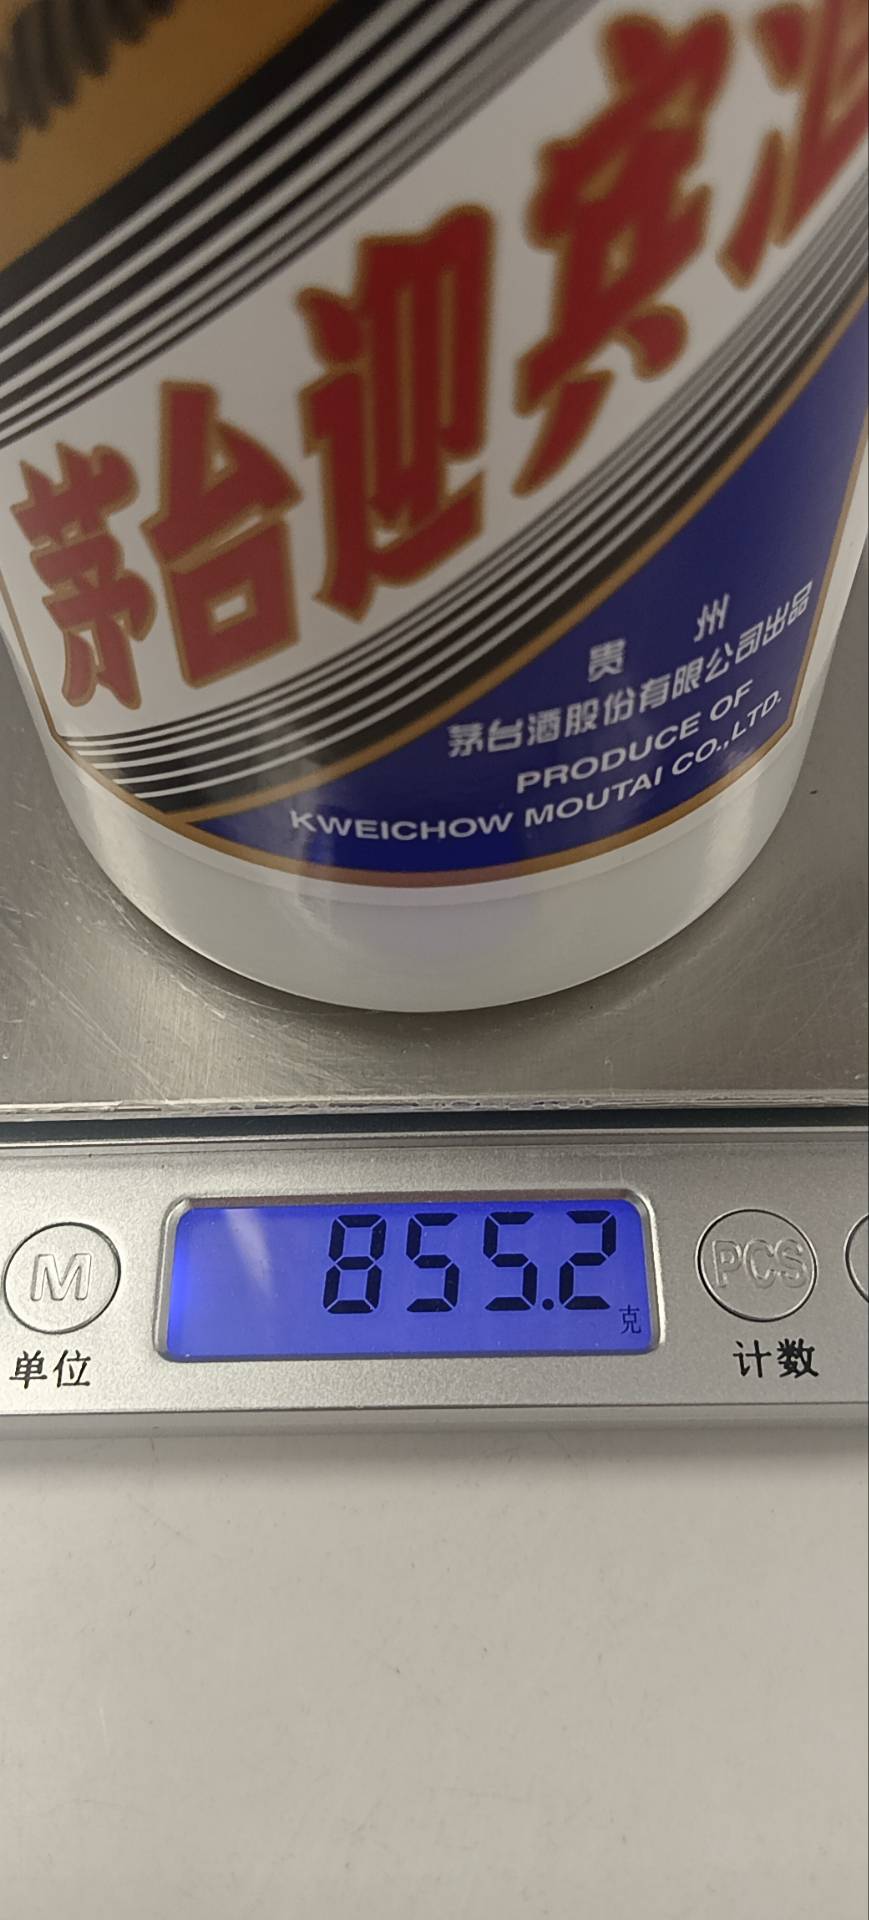 茅台迎宾酒
贵州
茅台酒股份有限公司出品
PRODUCE OF
KWEICHOW MOUTAI CO.,LTD.
M
855.2
克
PCS
单位
计数